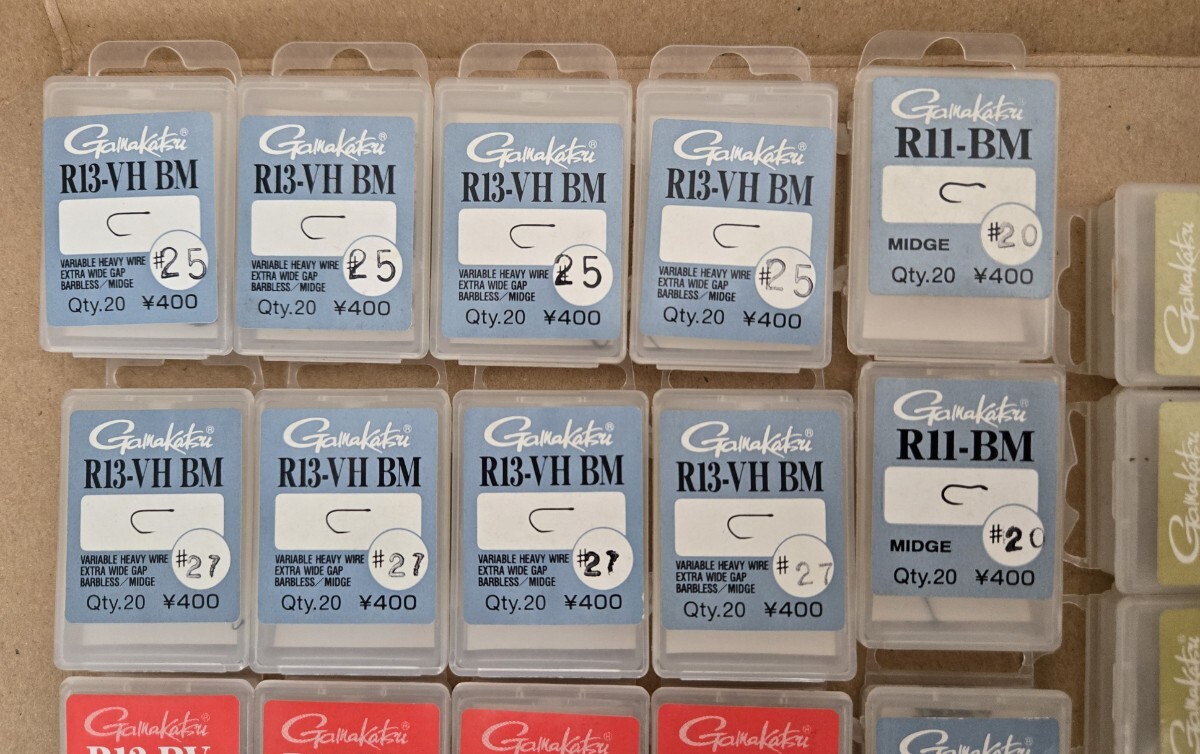 Gamakatsu®
R13-VH BM
VARIABLE HEAVY WIRE
EXTRA WIDE GAP
BARBLESS/MIDGE
#25
Qty.20 ¥400
Gamakatsu®
R13-VH BM
VARIABLE HEAVY WIRE
EXTRA WIDE GAP
BARBLESS/MIDGE
#25
Qty.20 ¥400
Gamakatsu®
R13-VH BM
VARIABLE HEAVY WIRE
EXTRA WIDE GAP
BARBLESS/MIDGE
#25
Qty.20 ¥400
Gamakatsu®
R13-VH BM
VARIABLE HEAVY WIRE
EXTRA WIDE GAP
BARBLESS/MIDGE
#25
Qty.20 ¥400
Gamakatsu®
R11-BM
MIDGE
#20
Qty.20 ¥400
Gamakatsu
Gamakatsu®
R13-VH BM
VARIABLE HEAVY WIRE
EXTRA WIDE GAP
BARBLESS/MIDGE
#27
Qty.20 ¥400
Gamakatsu®
R13-VH BM
VARIABLE HEAVY WIRE
EXTRA WIDE GAP
BARBLESS/MIDGE
#27
Qty.20 ¥400
Gamakatsu®
R13-VH BM
VARIABLE HEAVY WIRE
EXTRA WIDE GAP
BARBLESS/MIDGE
#27
Qty.20 ¥400
Gamakatsu®
R13-VH BM
VARIABLE HEAVY WIRE
EXTRA WIDE GAP
BARBLESS/MIDGE
#27
Qty.20 ¥400
Gamakatsu®
R11-BM
MIDGE
#20
Qty.20 ¥400
Gamakatsu
Gamakatsu®
Gamakatsu®
Gamakatsu®
Gamakatsu®
Gamakatsu®
Gamakatsu